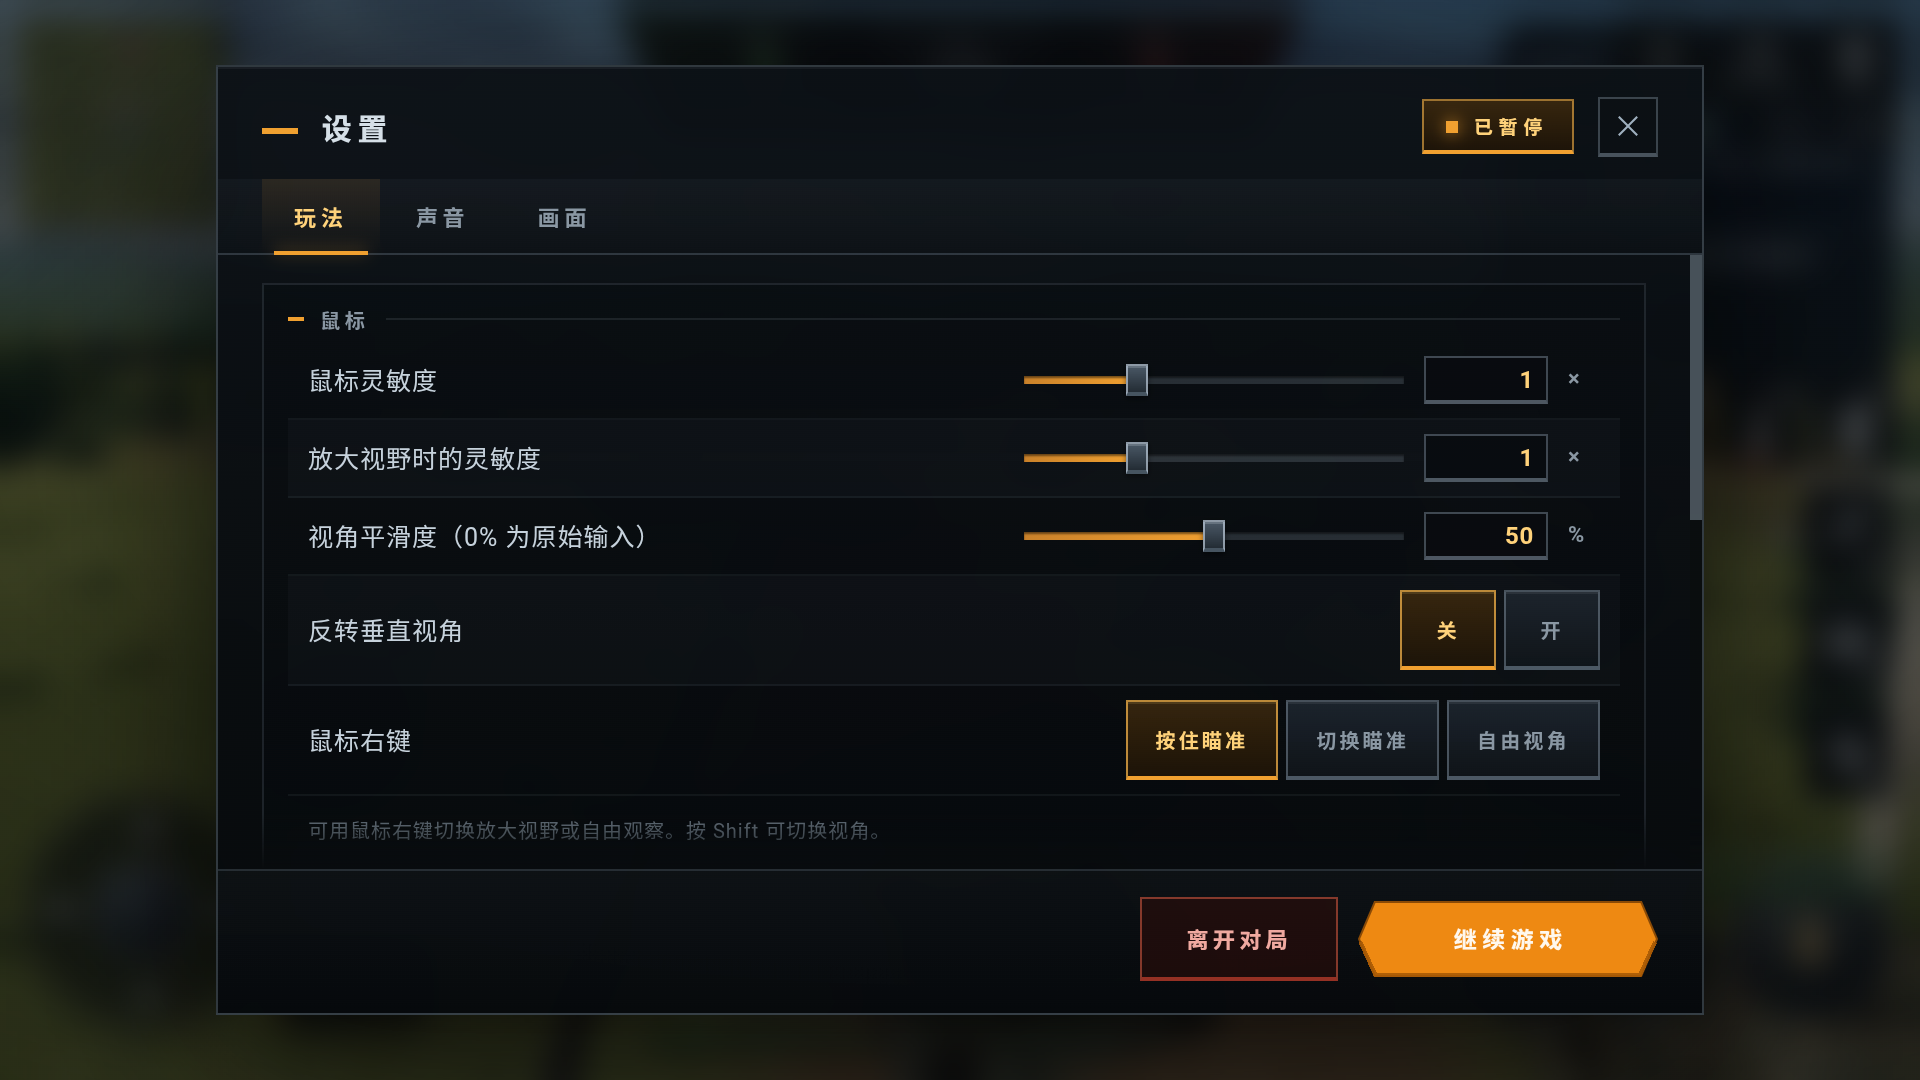 设置
已暂停
玩法
声音
画面
鼠标
鼠标灵敏度
1 ×
放大视野时的灵敏度
1 ×
视角平滑度（0% 为原始输入）
50 %
反转垂直视角
关
开
鼠标右键
按住瞄准
切换瞄准
自由视角
可用鼠标右键切换放大视野或自由观察。按 Shift 可切换视角。
离开对局
继续游戏